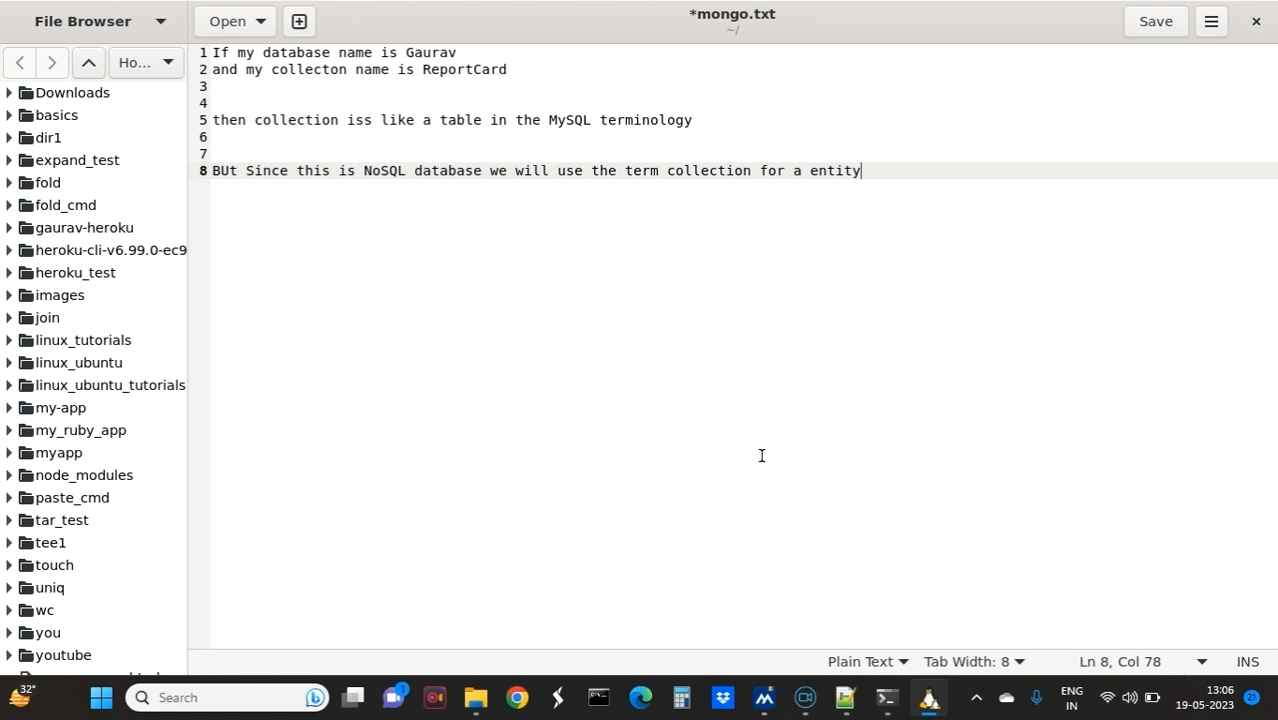 File Browser
Open
*mongo.txt
~/
Save
Ho...
Downloads
basics
dir1
expand_test
fold
fold_cmd
gaurav-heroku
heroku-cli-v6.99.0-ec9
heroku_test
images
join
linux_tutorials
linux_ubuntu
linux_ubuntu_tutorials
my-app
my_ruby_app
myapp
node_modules
paste_cmd
tar_test
tee1
touch
uniq
wc
you
youtube
1 If my database name is Gaurav
2 and my collecton name is ReportCard
3
4
5 then collection iss like a table in the MySQL terminology
6
7
8 BUt Since this is NoSQL database we will use the term collection for a entity
Plain Text
Tab Width: 8
Ln 8, Col 78
INS
32°
Search
1
ENG
IN
13:06
19-05-2023
21